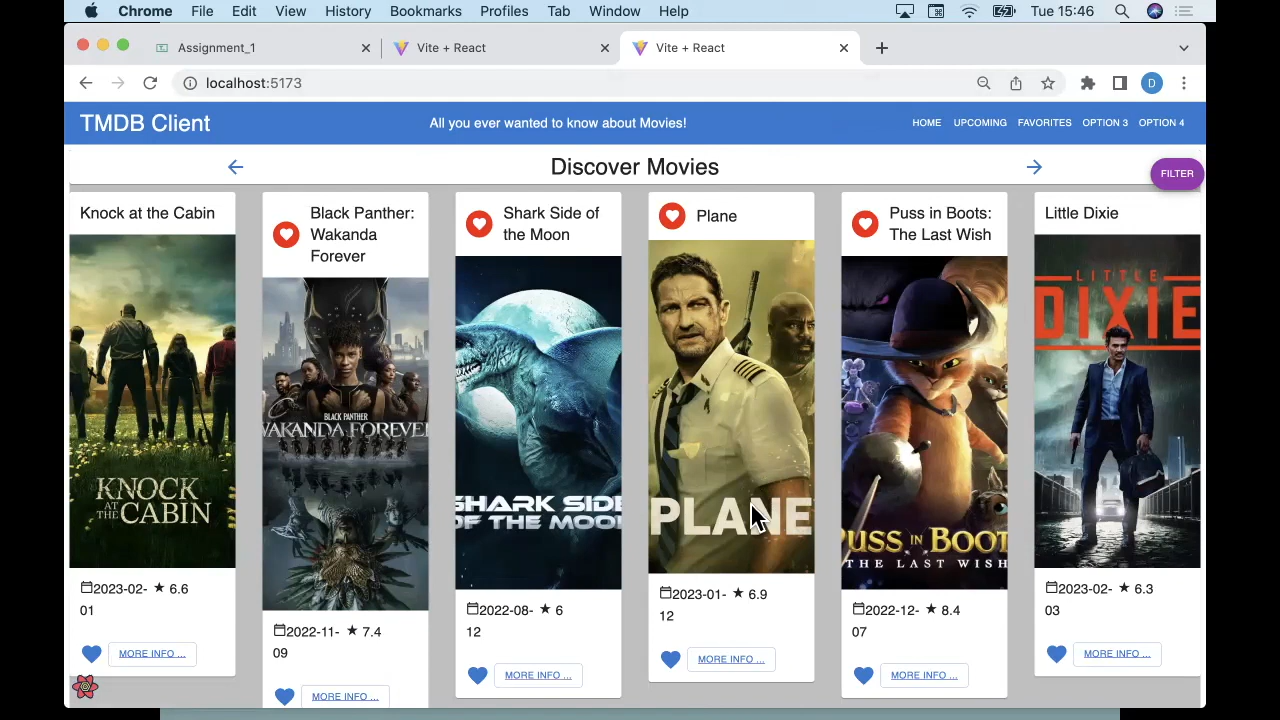 Chrome File Edit View History Bookmarks Profiles Tab Window Help Tue 15:46
Assignment_1 Vite + React Vite + React
localhost:5173 D
TMDB Client All you ever wanted to know about Movies! HOME UPCOMING FAVORITES OPTION 3 OPTION 4
Discover Movies
FILTER
Knock at the Cabin
KNOCK
AT THE CABIN
2023-02- ★ 6.6
01
MORE INFO ...
Black Panther:
Wakanda
Forever
BLACK PANTHER
WAKANDA FOREVER
2022-11- ★ 7.4
09
MORE INFO ...
Shark Side of
the Moon
SHARK SIDE
OF THE MOON
2022-08- ★ 6
12
MORE INFO ...
Plane
PLANE
2023-01- ★ 6.9
12
MORE INFO ...
Puss in Boots:
The Last Wish
PUSS IN BOOT
THE LAST WISH
2022-12- ★ 8.4
07
MORE INFO ...
Little Dixie
LITTLE
DIXIE
2023-02- ★ 6.3
03
MORE INFO ...